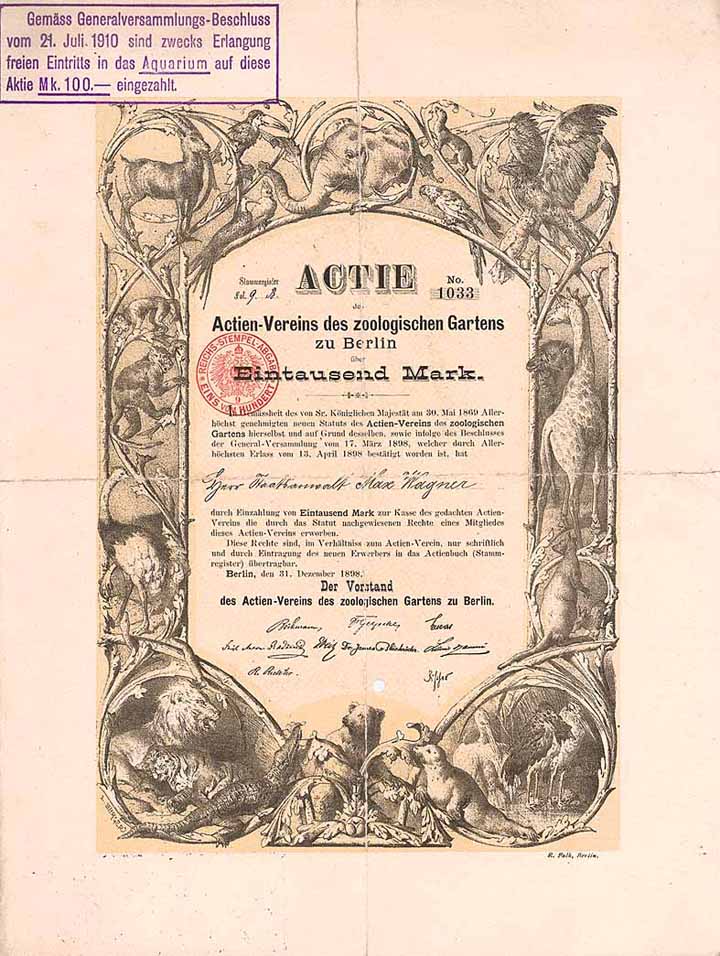 Gemäss Generalversammlungs-Beschluss
vom 21. Juli. 1910 sind zwecks Erlangung
freien Eintritts in das Aquarium auf diese
Aktie Mk. 100.— eingezahlt.
Stammregister
Fol. 9.
ACTIE
No.
1033
des
Actien-Vereins des zoologischen Gartens
zu Berlin
über
Eintausend Mark.
REICHS-STEMPEL-ABGABE
EINS VOM HUNDERT
In Gemässheit des von Sr. Königlichen Majestät am 30. Mai 1869 Aller-
höchst genehmigten neuen Statuts des Actien-Vereins des zoologischen
Gartens hierselbst und auf Grund desselben, sowie infolge des Beschlusses
der General-Versammlung vom 17. März 1898, welcher durch Aller-
höchsten Erlass vom 13. April 1898 bestätigt worden ist, hat
Herr Staatsanwalt Max Wagner
durch Einzahlung von Eintausend Mark zur Kasse des gedachten Actien-
Vereins die durch das Statut nachgewiesenen Rechte eines Mitgliedes
dieses Actien-Vereins erworben.
Diese Rechte sind, im Verhältniss zum Actien-Verein, nur schriftlich
und durch Eintragung des neuen Erwerbers in das Actienbuch (Stamm-
register) übertragbar.
Berlin, den 31. Dezember 1898.
Der Vorstand
des Actien-Vereins des zoologischen Gartens zu Berlin.
E. Falk, Berlin.